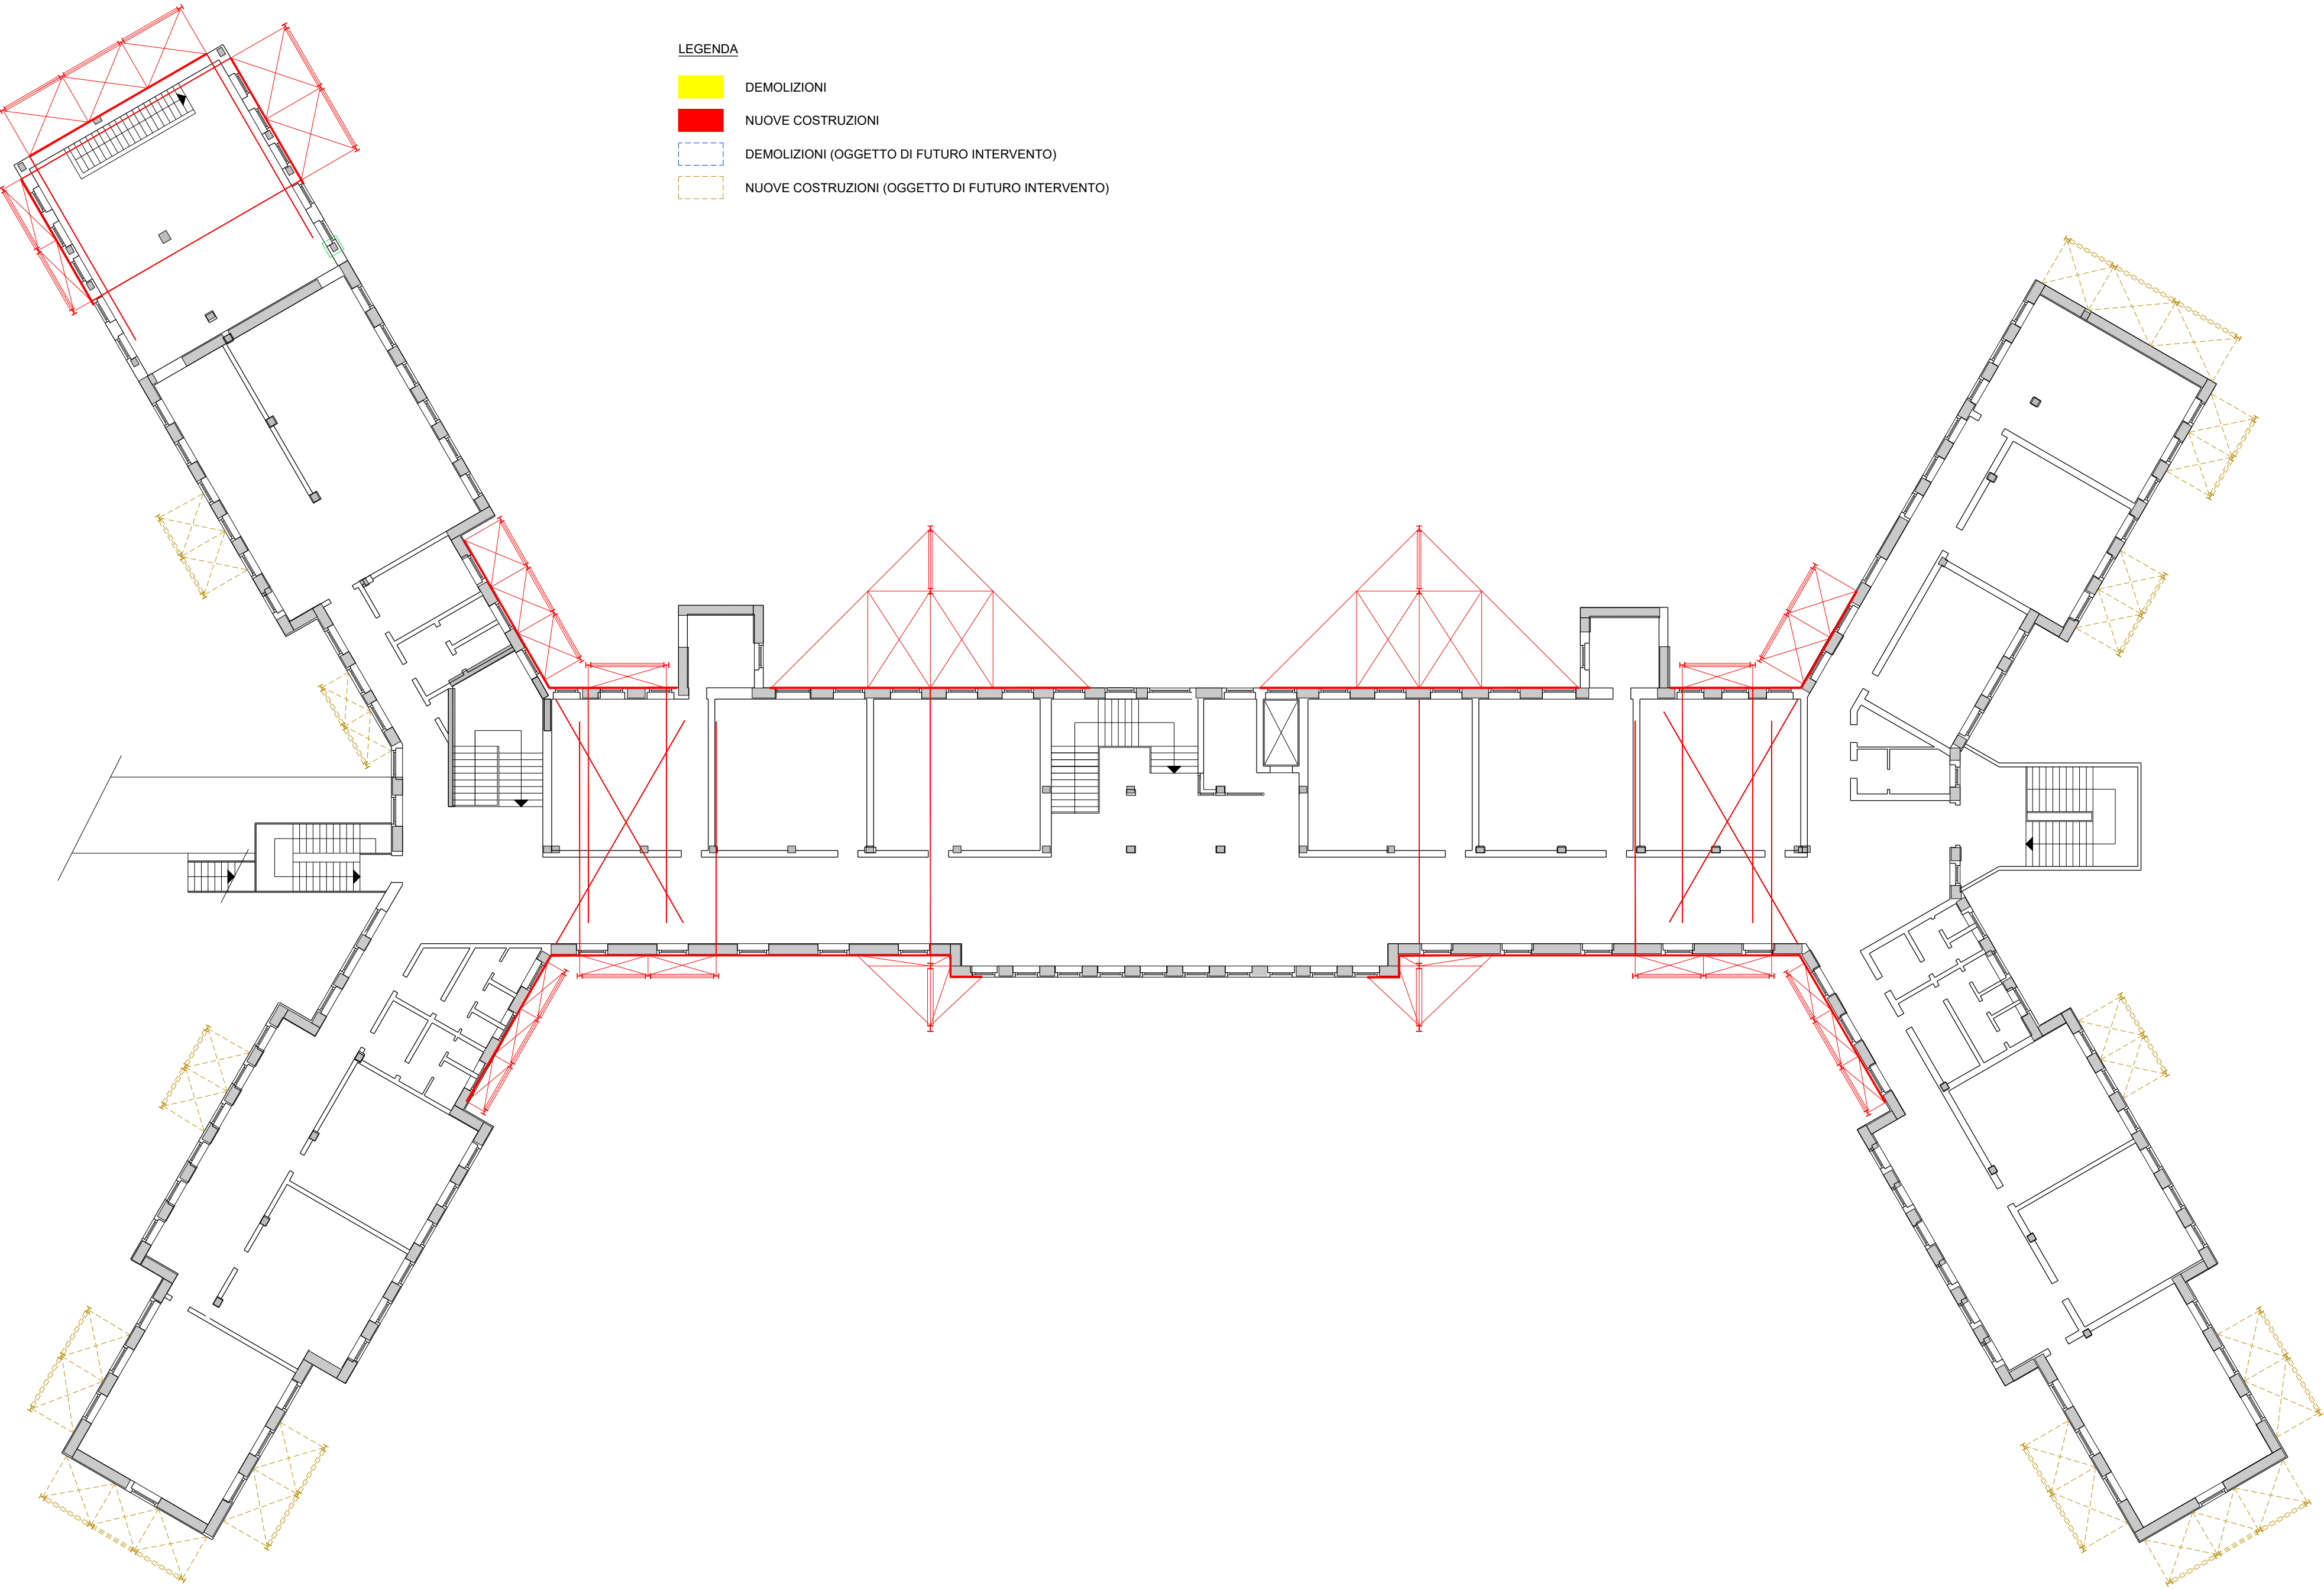 LEGENDA
DEMOLIZIONI
NUOVE COSTRUZIONI
DEMOLIZIONI (OGGETTO DI FUTURO INTERVENTO)
NUOVE COSTRUZIONI (OGGETTO DI FUTURO INTERVENTO)